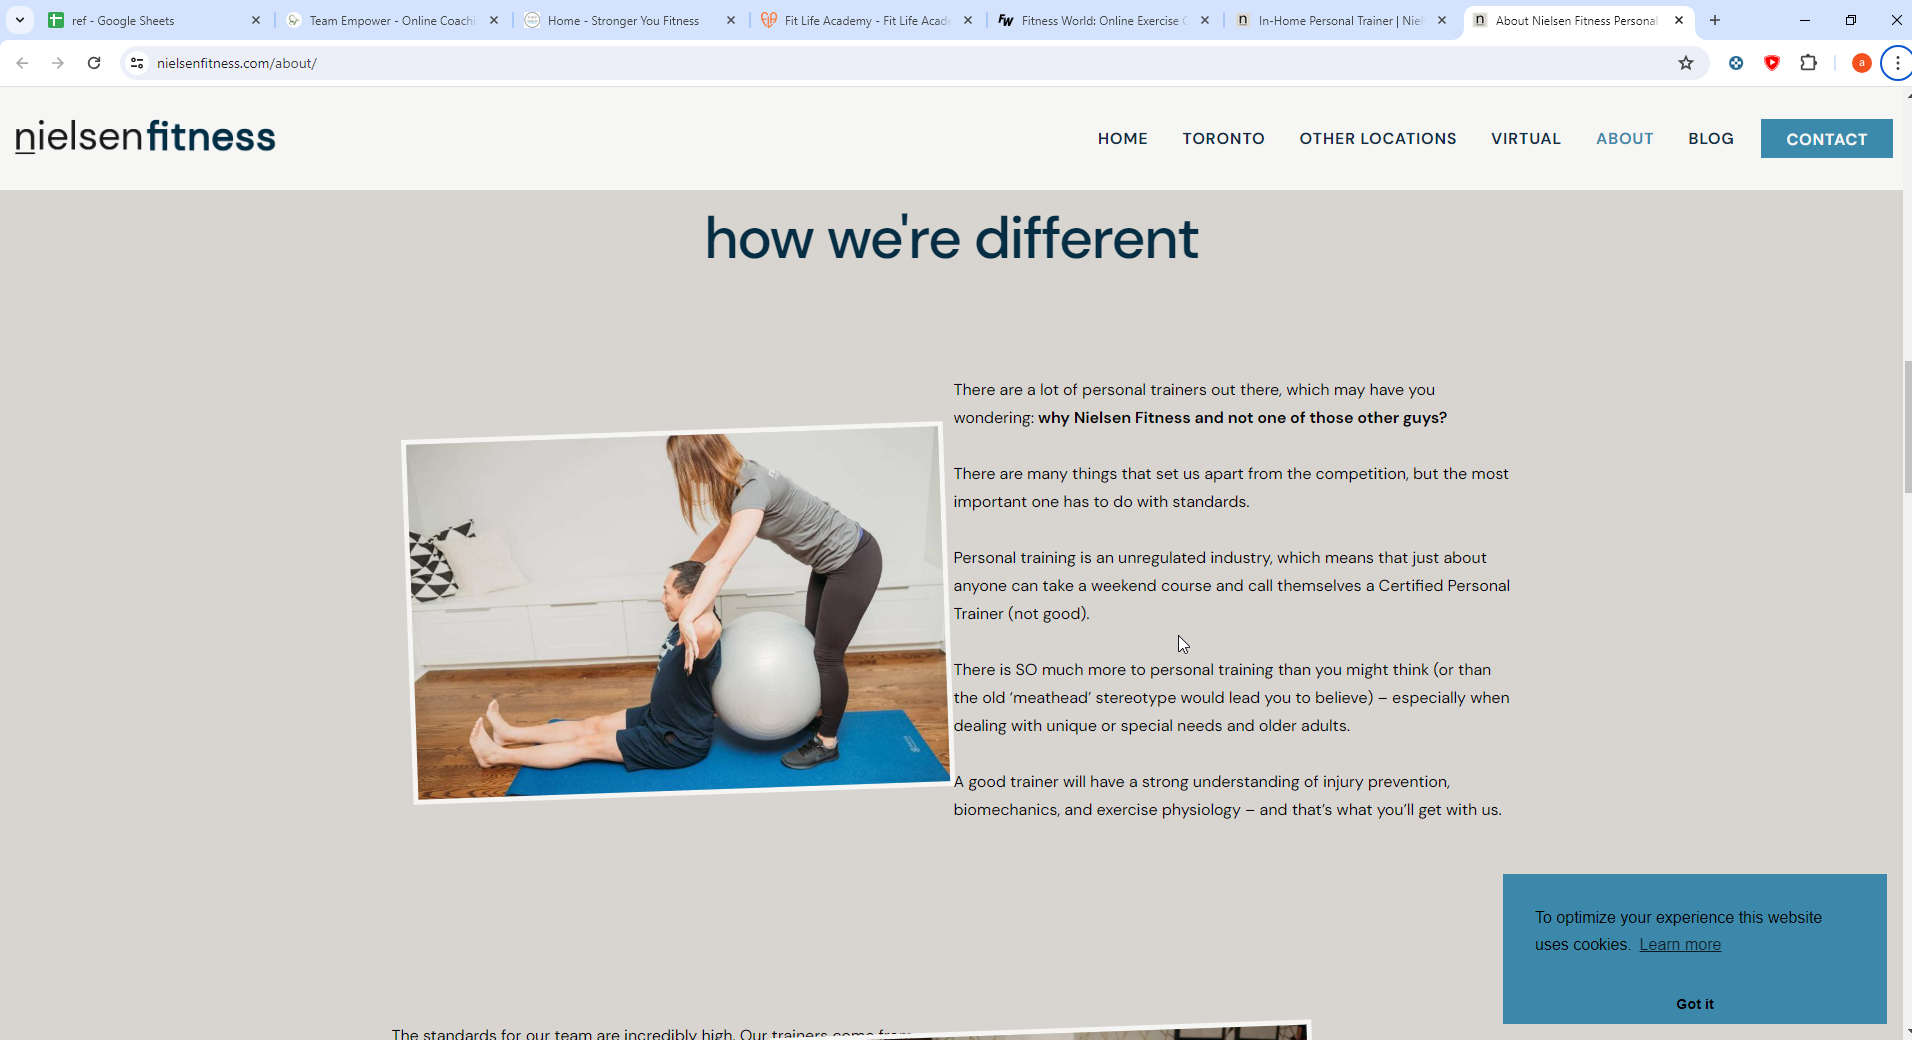 ref - Google Sheets
Team Empower - Online Coachi
Home - Stronger You Fitness
Fit Life Academy - Fit Life Acad
Fitness World: Online Exercise C
In-Home Personal Trainer | Niel
About Nielsen Fitness Personal
nielsenfitness.com/about/
a
nielsenfitness
HOME
TORONTO
OTHER LOCATIONS
VIRTUAL
ABOUT
BLOG
CONTACT
how we're different
There are a lot of personal trainers out there, which may have you
wondering: why Nielsen Fitness and not one of those other guys?
There are many things that set us apart from the competition, but the most
important one has to do with standards.
Personal training is an unregulated industry, which means that just about
anyone can take a weekend course and call themselves a Certified Personal
Trainer (not good).
There is SO much more to personal training than you might think (or than
the old ‘meathead’ stereotype would lead you to believe) – especially when
dealing with unique or special needs and older adults.
A good trainer will have a strong understanding of injury prevention,
biomechanics, and exercise physiology – and that’s what you’ll get with us.
To optimize your experience this website
uses cookies. Learn more
Got it
The standards for our team are incredibly high. Our trainers come from